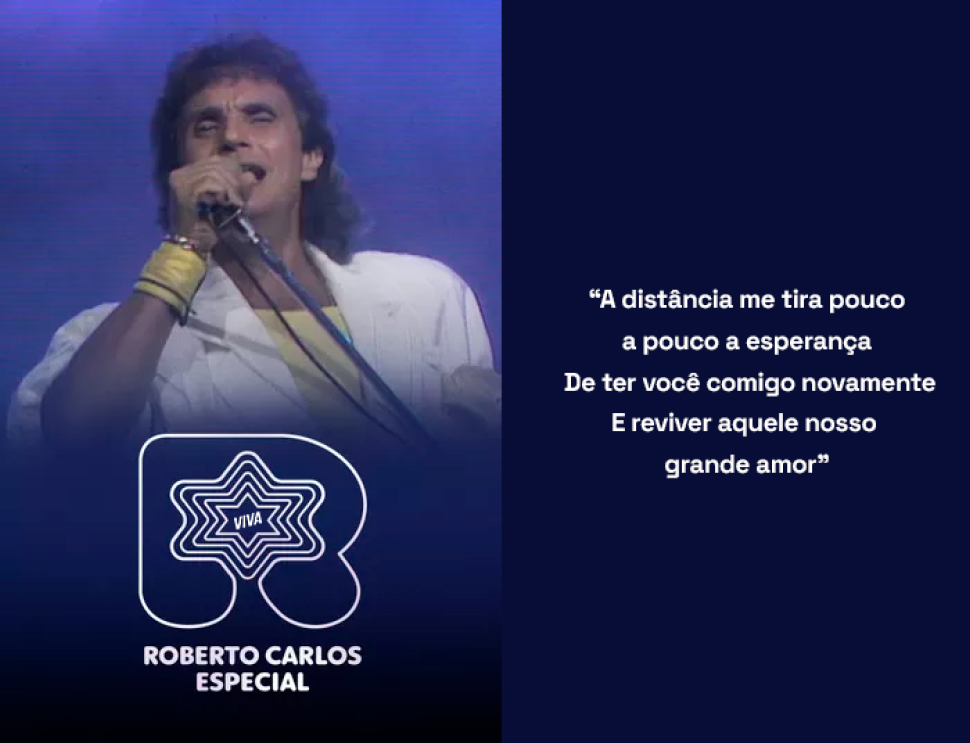 VIVA
ROBERTO CARLOS
ESPECIAL
“A distância me tira pouco
a pouco a esperança
De ter você comigo novamente
E reviver aquele nosso
grande amor”